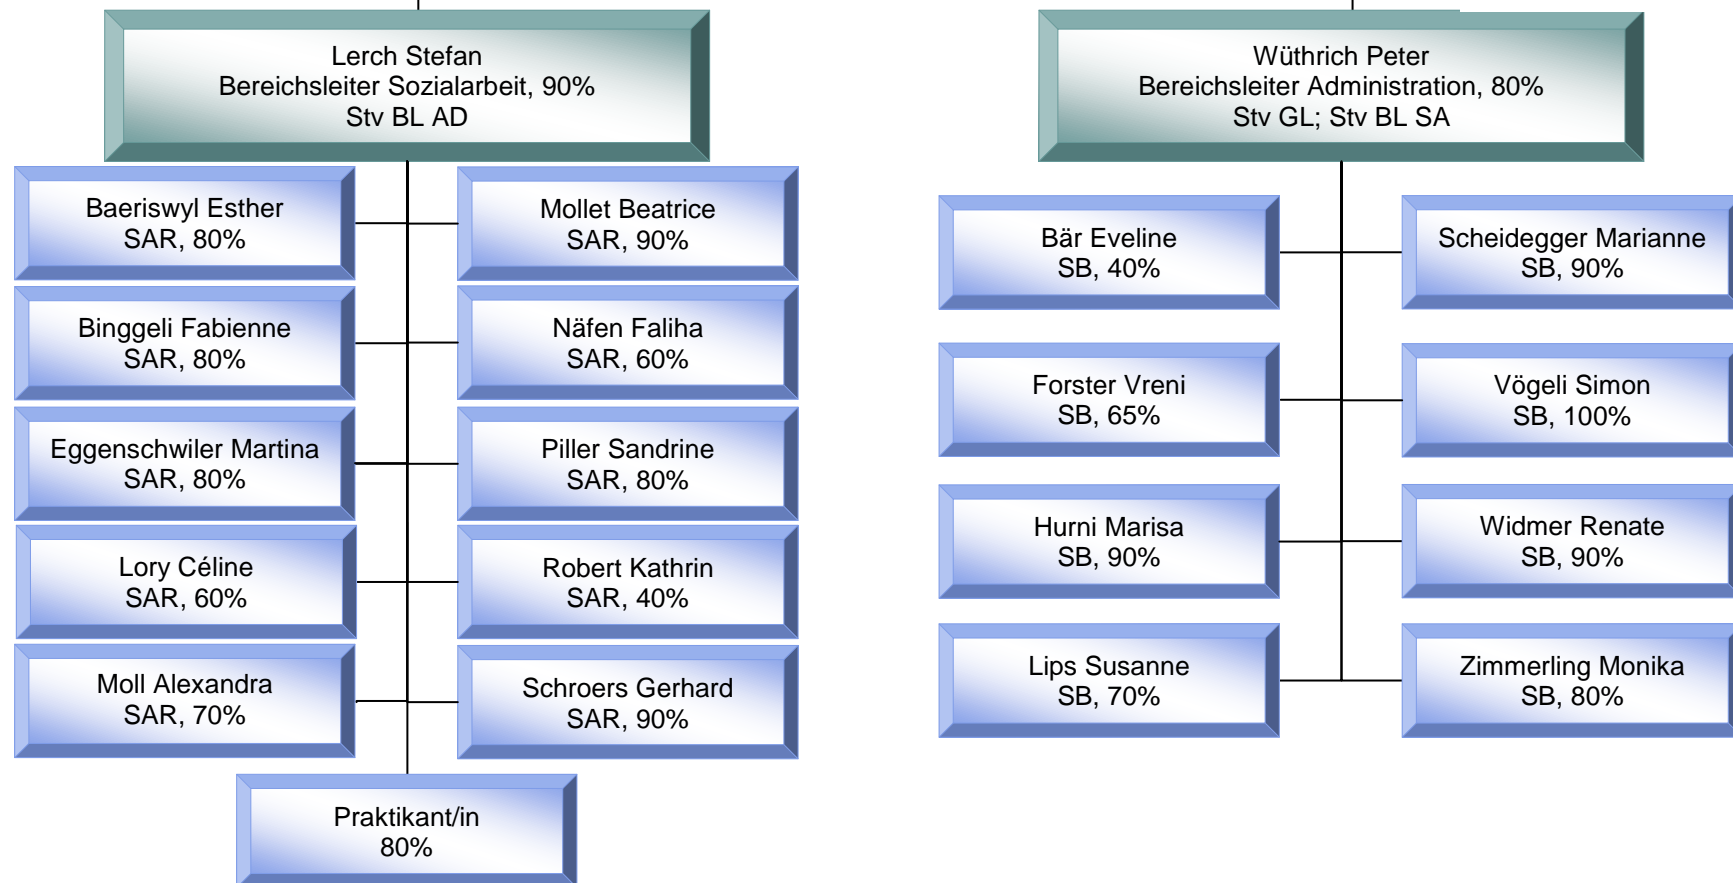 Lerch Stefan
Bereichsleiter Sozialarbeit, 90%
Stv BL AD
Baeriswyl Esther
SAR, 80%
Mollet Beatrice
SAR, 90%
Binggeli Fabienne
SAR, 80%
Näfen Faliha
SAR, 60%
Eggenschwiler Martina
SAR, 80%
Piller Sandrine
SAR, 80%
Lory Céline
SAR, 60%
Robert Kathrin
SAR, 40%
Moll Alexandra
SAR, 70%
Schroers Gerhard
SAR, 90%
Praktikant/in
80%
Wüthrich Peter
Bereichsleiter Administration, 80%
Stv GL; Stv BL SA
Bär Eveline
SB, 40%
Scheidegger Marianne
SB, 90%
Forster Vreni
SB, 65%
Vögeli Simon
SB, 100%
Hurni Marisa
SB, 90%
Widmer Renate
SB, 90%
Lips Susanne
SB, 70%
Zimmerling Monika
SB, 80%